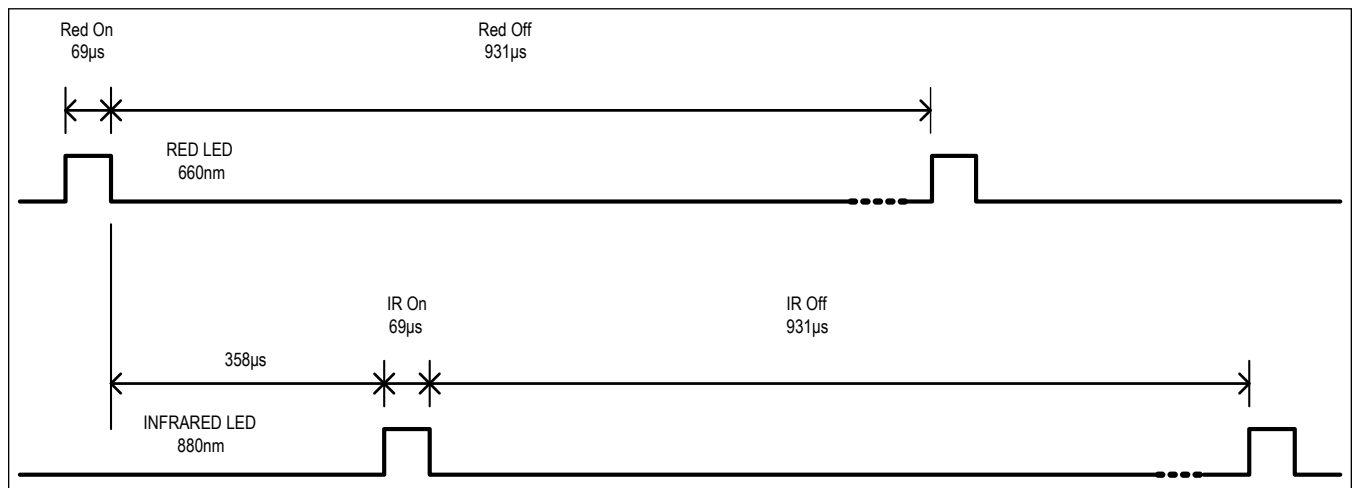 Red On
69µs
Red Off
931µs
RED LED
660nm
IR On
69µs
IR Off
931µs
358µs
INFRARED LED
880nm